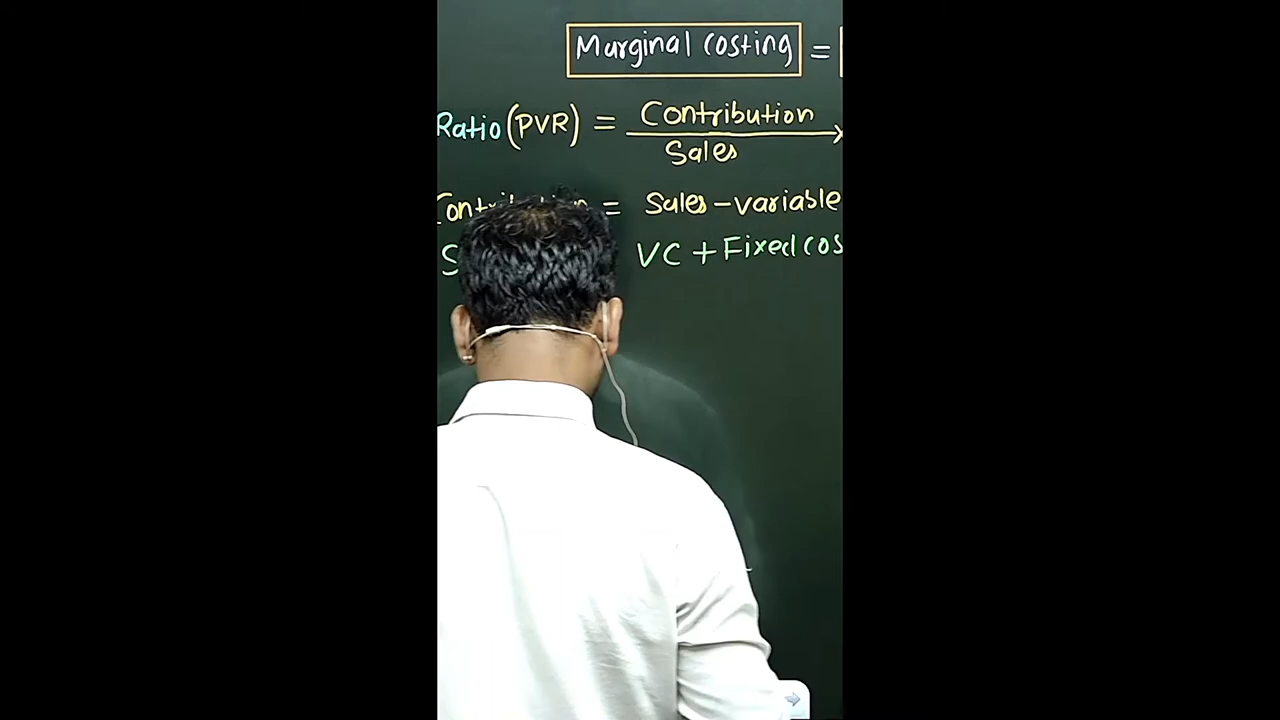 Marginal costing =
Ratio (PVR) = Contribution
Sales
= Sales - variable
VC + Fixed cos